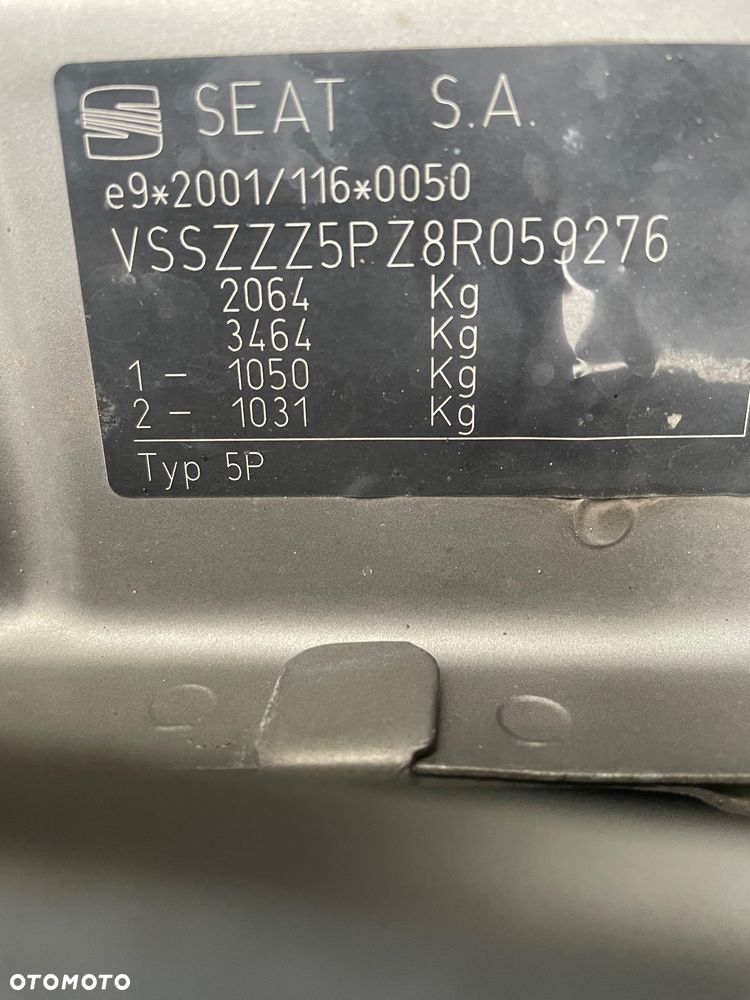 SEAT S.A.
e9*2001/116*0050
VSSZZZ5PZ8R059276
2064 Kg
3464 Kg
1 - 1050 Kg
2 - 1031 Kg
Typ 5P
OTOMOTO